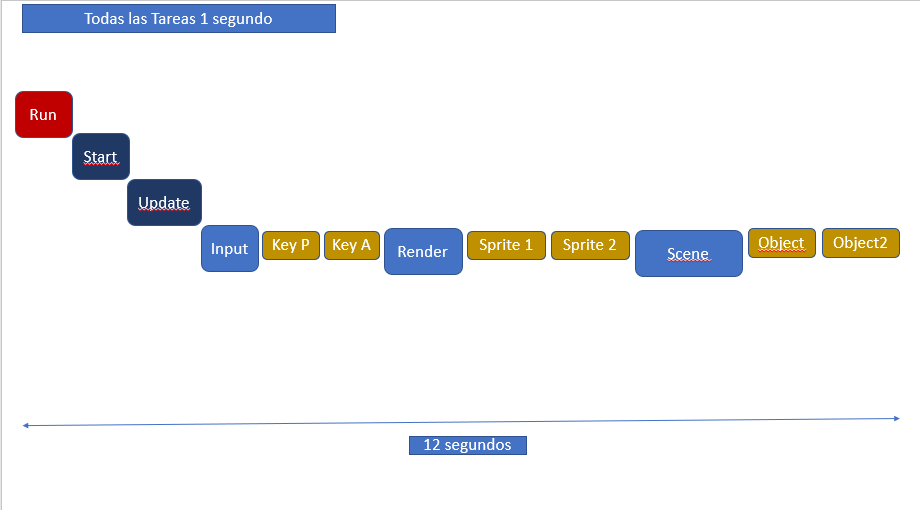 Todas las Tareas 1 segundo
Run
Start
Update
Input
Key P
Key A
Render
Sprite 1
Sprite 2
Scene
Object
Object2
12 segundos